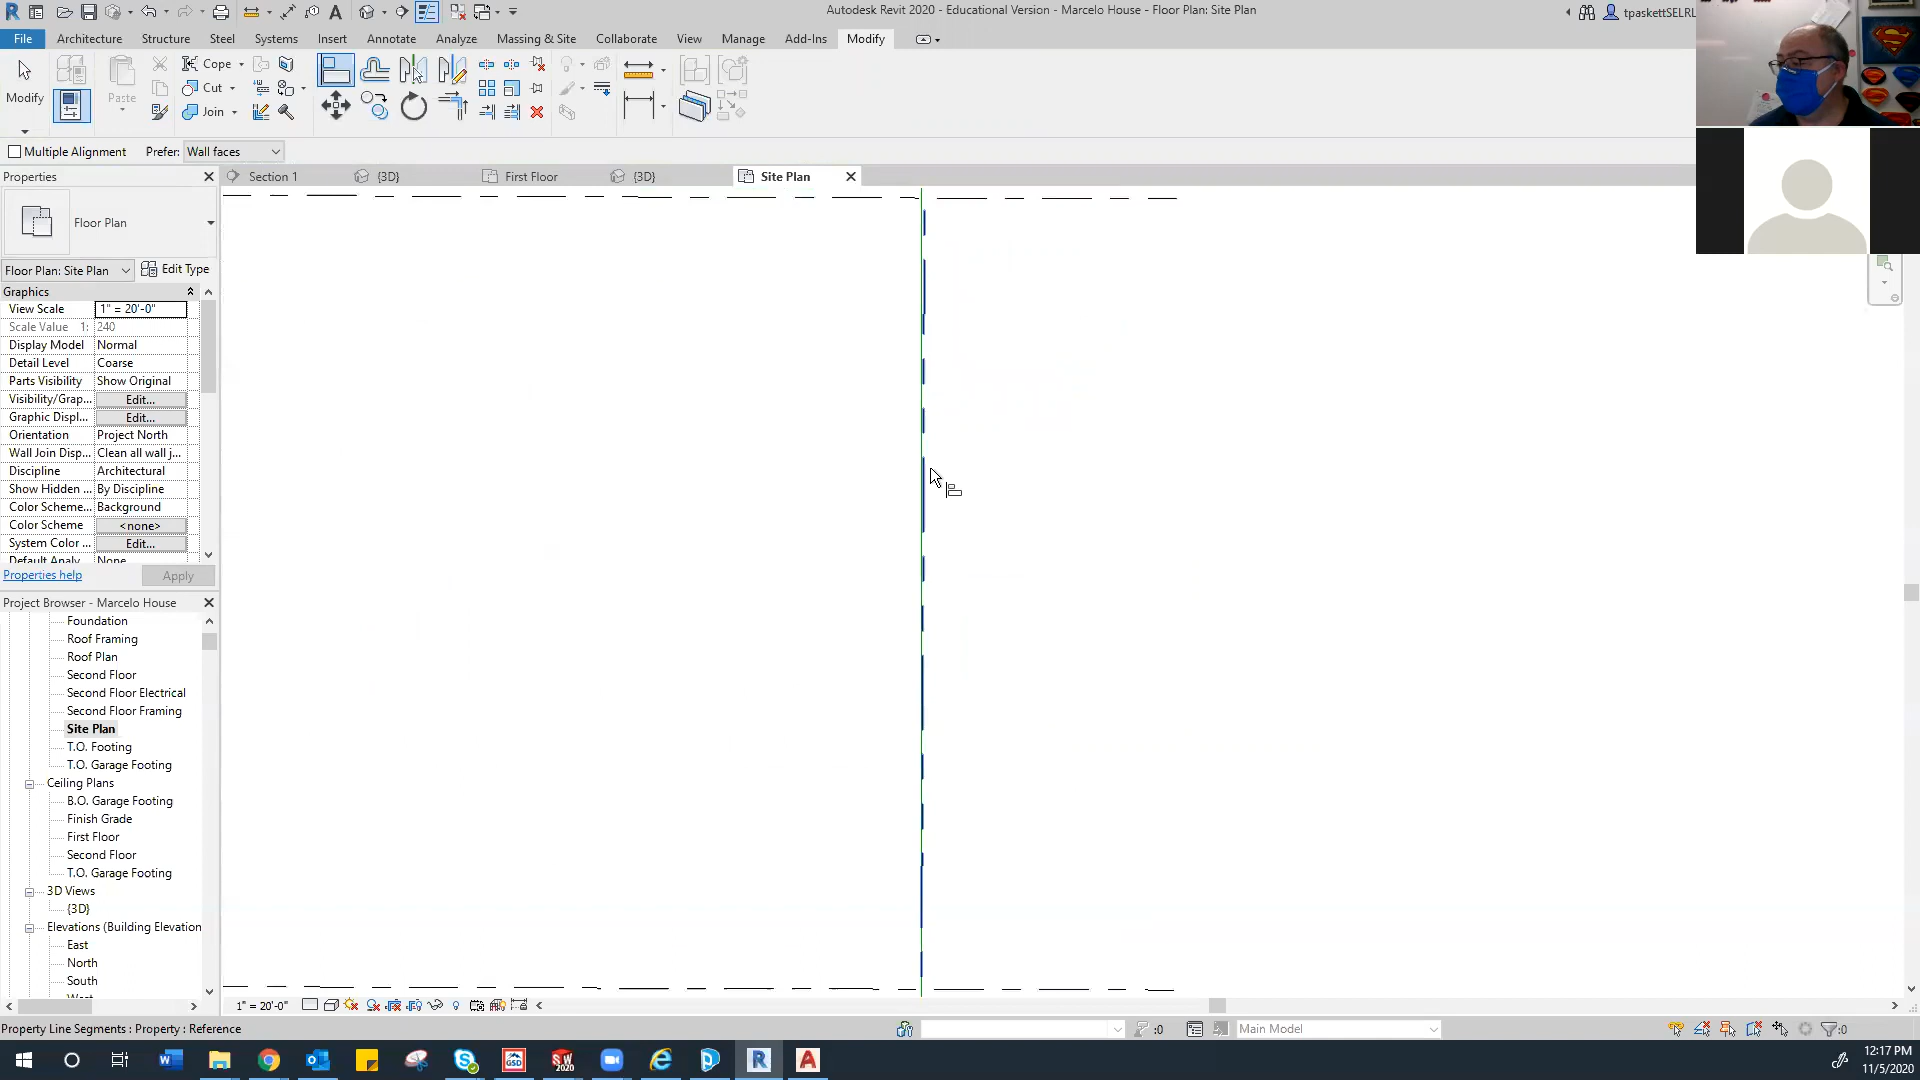 Autodesk Revit 2020 - Educational Version - Marcelo House - Floor Plan: Site Plan
tpaskettSELRL
File Architecture Structure Steel Systems Insert Annotate Analyze Massing & Site Collaborate View Manage Add-Ins Modify
Modify
Paste
Cope
Cut
Join
Multiple Alignment Prefer: Wall faces
Properties
Section 1 {3D} First Floor {3D} Site Plan
Floor Plan
Floor Plan: Site Plan Edit Type
Graphics
View Scale 1" = 20'-0"
Scale Value 1: 240
Display Model Normal
Detail Level Coarse
Parts Visibility Show Original
Visibility/Grap... Edit...
Graphic Displ... Edit...
Orientation Project North
Wall Join Disp... Clean all wall j...
Discipline Architectural
Show Hidden ... By Discipline
Color Scheme... Background
Color Scheme <none>
System Color ... Edit...
Default Analy... None
Properties help Apply
Project Browser - Marcelo House
Foundation
Roof Framing
Roof Plan
Second Floor
Second Floor Electrical
Second Floor Framing
Site Plan
T.O. Footing
T.O. Garage Footing
Ceiling Plans
B.O. Garage Footing
Finish Grade
First Floor
Second Floor
T.O. Garage Footing
3D Views
{3D}
Elevations (Building Elevation
East
North
South
West
1" = 20'-0"
Property Line Segments : Property : Reference
:0
Main Model
:0
12:17 PM
11/5/2020